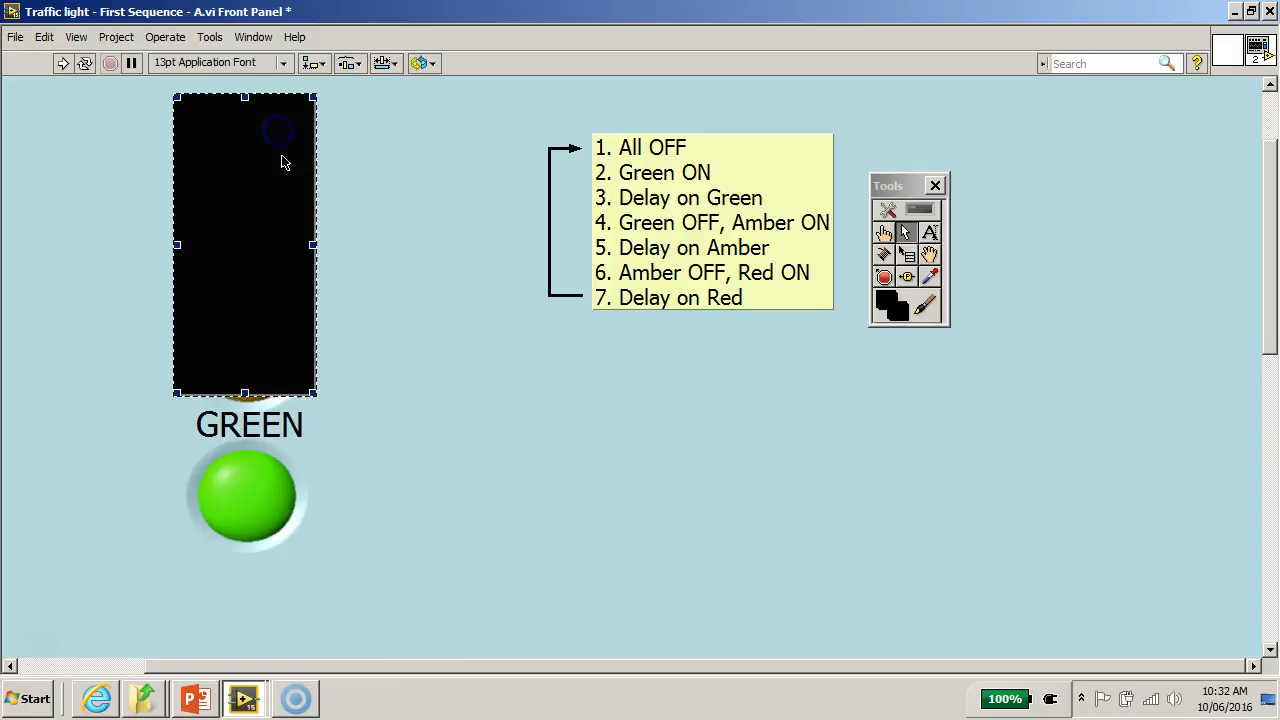 Traffic light - First Sequence - A.vi Front Panel *
File Edit View Project Operate Tools Window Help
13pt Application Font
Search
?
2
1. All OFF
2. Green ON
3. Delay on Green
4. Green OFF, Amber ON
5. Delay on Amber
6. Amber OFF, Red ON
7. Delay on Red
Tools
A
P
GREEN
Start
15
100%
10:32 AM
10/06/2016